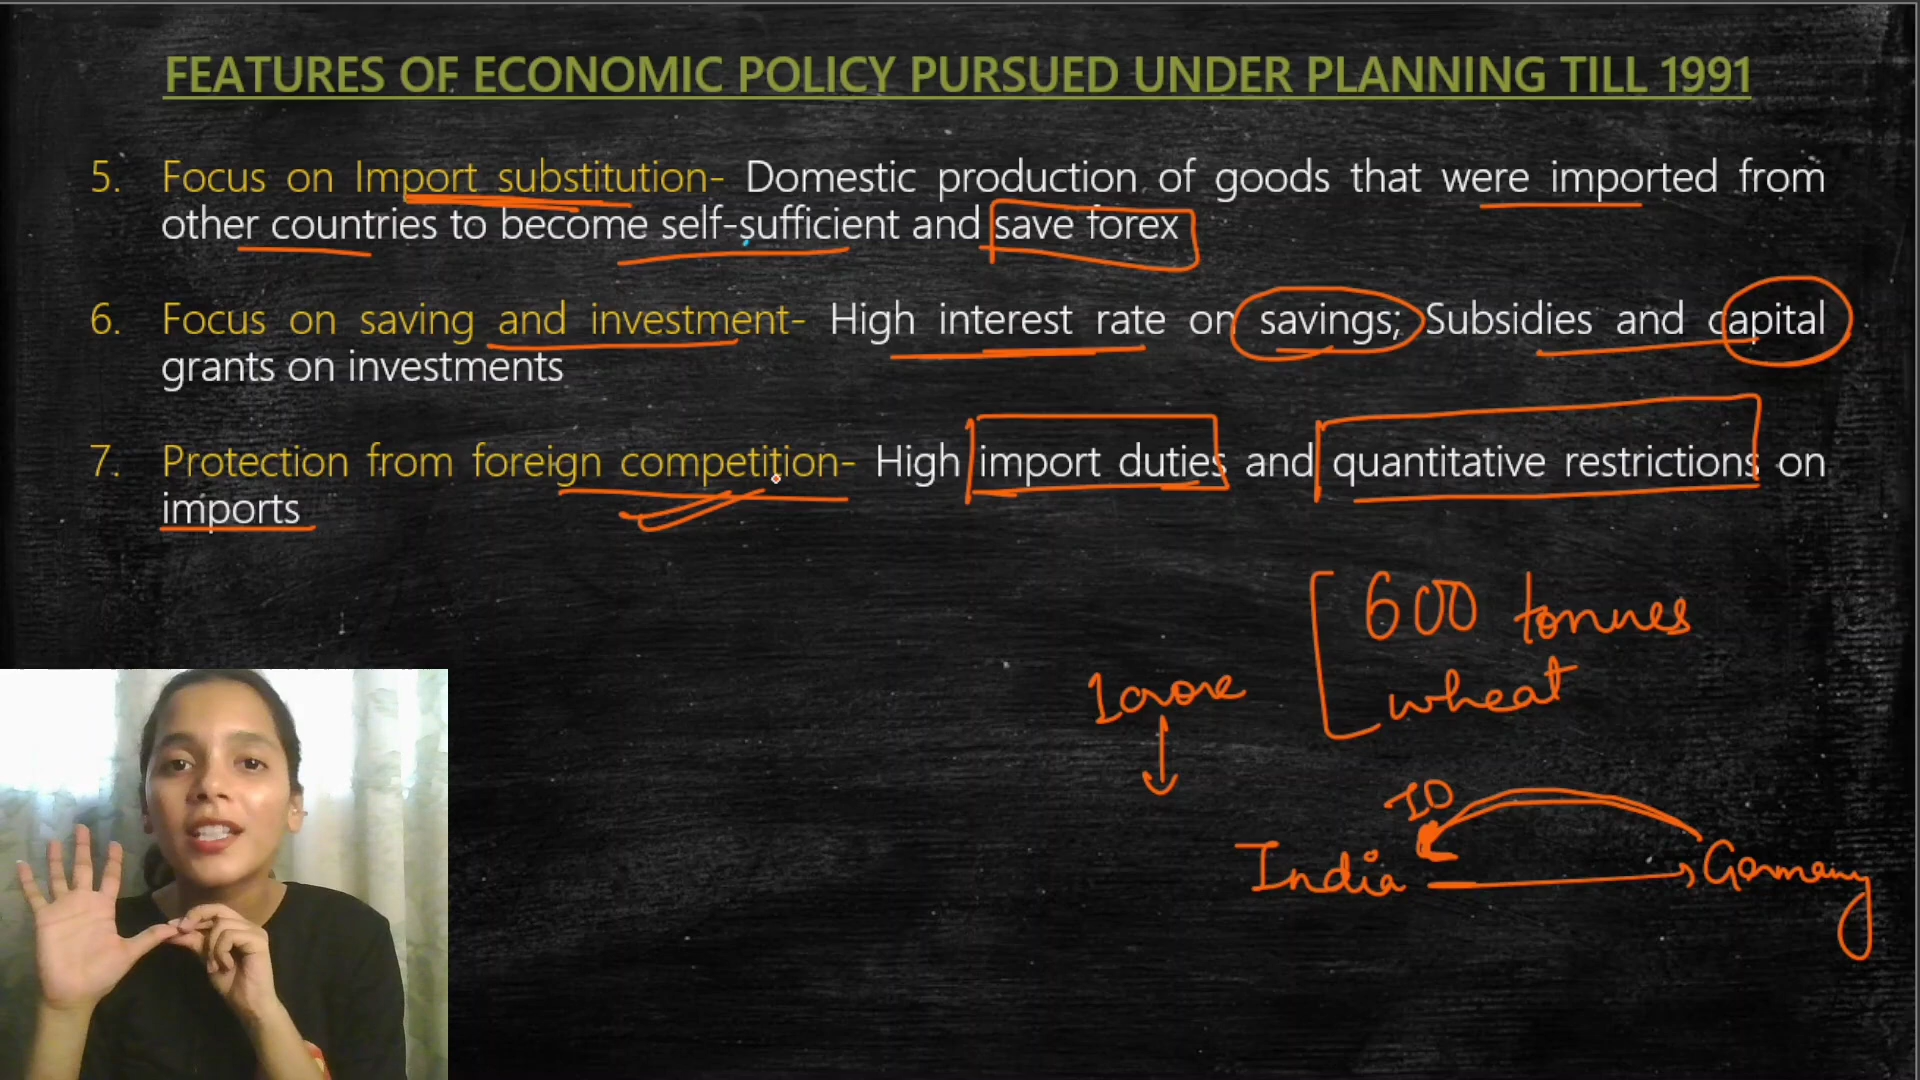 FEATURES OF ECONOMIC POLICY PURSUED UNDER PLANNING TILL 1991
5. Focus on Import substitution- Domestic production of goods that were imported from
other countries to become self-sufficient and save forex
6. Focus on saving and investment- High interest rate on savings; Subsidies and capital
grants on investments
7. Protection from foreign competition- High import duties and quantitative restrictions on
imports
600 tonnes
wheat
1 crore
ID
India
Germany